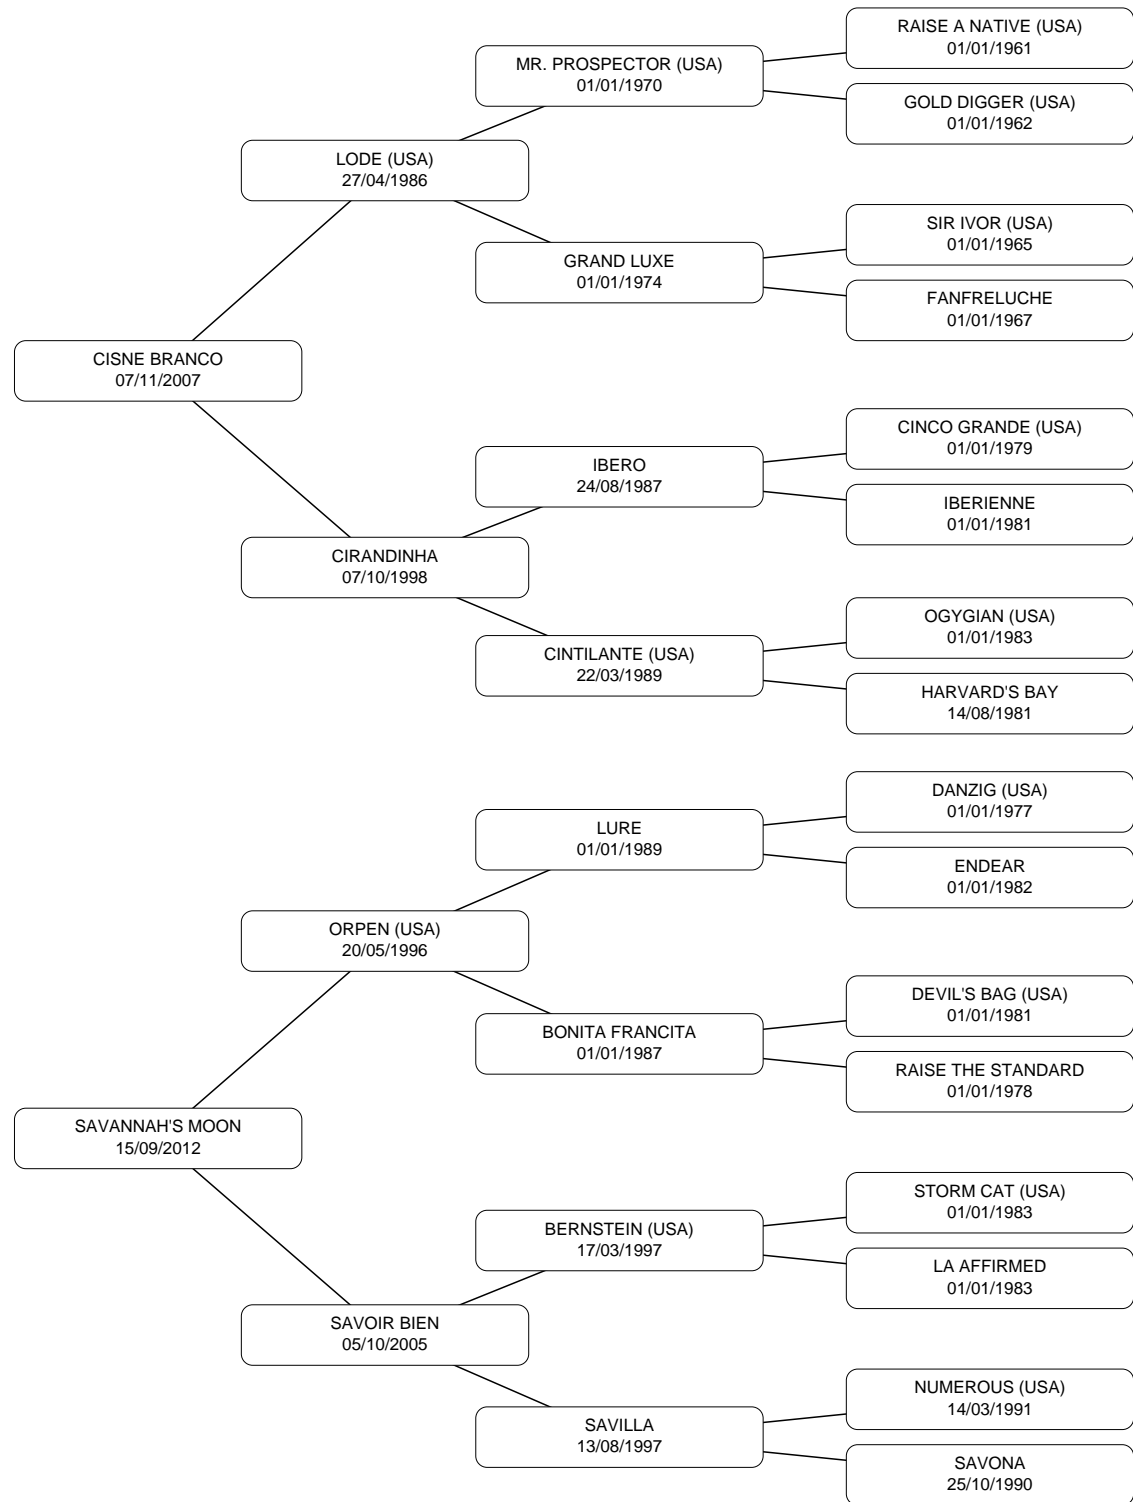 RAISE A NATIVE (USA)
01/01/1961
MR. PROSPECTOR (USA)
01/01/1970
GOLD DIGGER (USA)
01/01/1962
LODE (USA)
27/04/1986
SIR IVOR (USA)
01/01/1965
GRAND LUXE
01/01/1974
FANFRELUCHE
01/01/1967
CISNE BRANCO
07/11/2007
CINCO GRANDE (USA)
01/01/1979
IBERO
24/08/1987
IBERIENNE
01/01/1981
CIRANDINHA
07/10/1998
OGYGIAN (USA)
01/01/1983
CINTILANTE (USA)
22/03/1989
HARVARD'S BAY
14/08/1981
DANZIG (USA)
01/01/1977
LURE
01/01/1989
ENDEAR
01/01/1982
ORPEN (USA)
20/05/1996
DEVIL'S BAG (USA)
01/01/1981
BONITA FRANCITA
01/01/1987
RAISE THE STANDARD
01/01/1978
SAVANNAH'S MOON
15/09/2012
STORM CAT (USA)
01/01/1983
BERNSTEIN (USA)
17/03/1997
LA AFFIRMED
01/01/1983
SAVOIR BIEN
05/10/2005
NUMEROUS (USA)
14/03/1991
SAVILLA
13/08/1997
SAVONA
25/10/1990